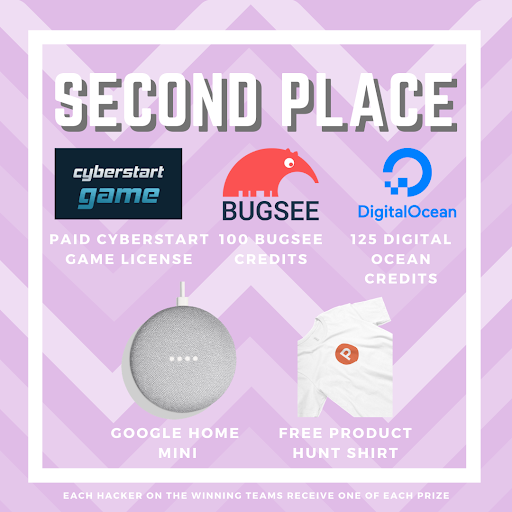 SECOND PLACE
cyberstart
game
BUGSEE
DigitalOcean
PAID CYBERSTART
GAME LICENSE
100 BUGSEE
CREDITS
125 DIGITAL
OCEAN
CREDITS
P
GOOGLE HOME
MINI
FREE PRODUCT
HUNT SHIRT
EACH HACKER ON THE WINNING TEAMS RECEIVE ONE OF EACH PRIZE